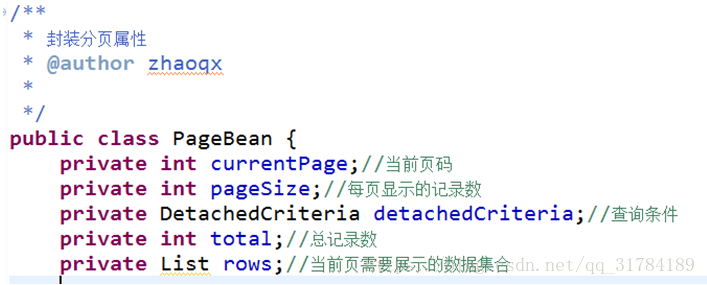 /**
 * 封装分页属性
 * @author zhaoqx
 *
 */
public class PageBean {
    private int currentPage;//当前页码
    private int pageSize;//每页显示的记录数
    private DetachedCriteria detachedCriteria;//查询条件
    private int total;//总记录数
    private List rows;//当前页需要展示的数据集合
sdn.net/qq_31784189